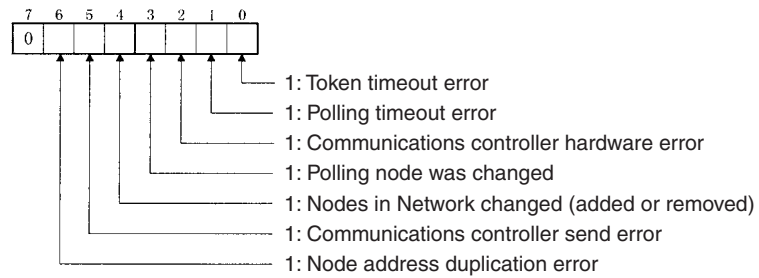 7 6 5 4 3 2 1 0
0
1: Token timeout error
1: Polling timeout error
1: Communications controller hardware error
1: Polling node was changed
1: Nodes in Network changed (added or removed)
1: Communications controller send error
1: Node address duplication error